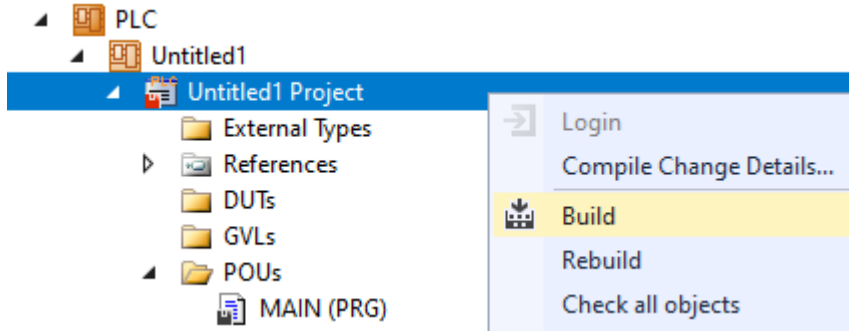 PLC
Untitled1
Untitled1 Project
External Types
References
DUTs
GVLs
POUs
MAIN (PRG)
Login
Compile Change Details...
Build
Rebuild
Check all objects